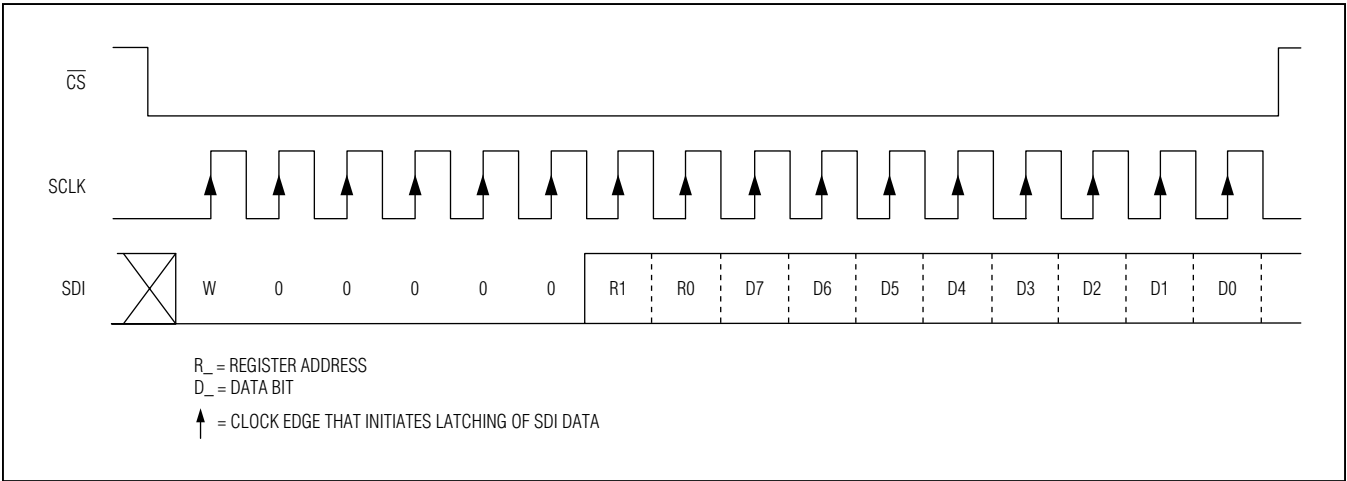 C̅S̅
SCLK
SDI W 0 0 0 0 0 R1 R0 D7 D6 D5 D4 D3 D2 D1 D0
R_ = REGISTER ADDRESS
D_ = DATA BIT
= CLOCK EDGE THAT INITIATES LATCHING OF SDI DATA